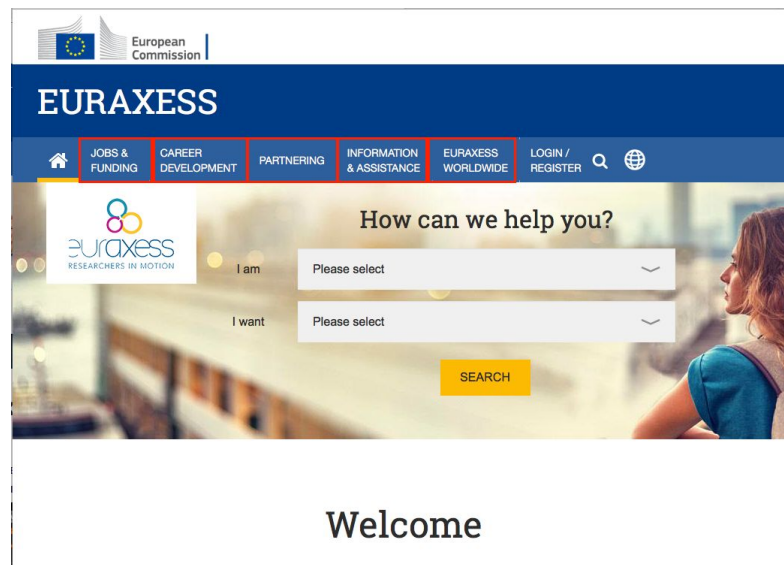 European
Commission
EURAXESS
JOBS &
FUNDING
CAREER
DEVELOPMENT
PARTNERING
INFORMATION
& ASSISTANCE
EURAXESS
WORLDWIDE
LOGIN /
REGISTER
How can we help you?
euraxess
RESEARCHERS IN MOTION
I am
Please select
I want
Please select
SEARCH
Welcome